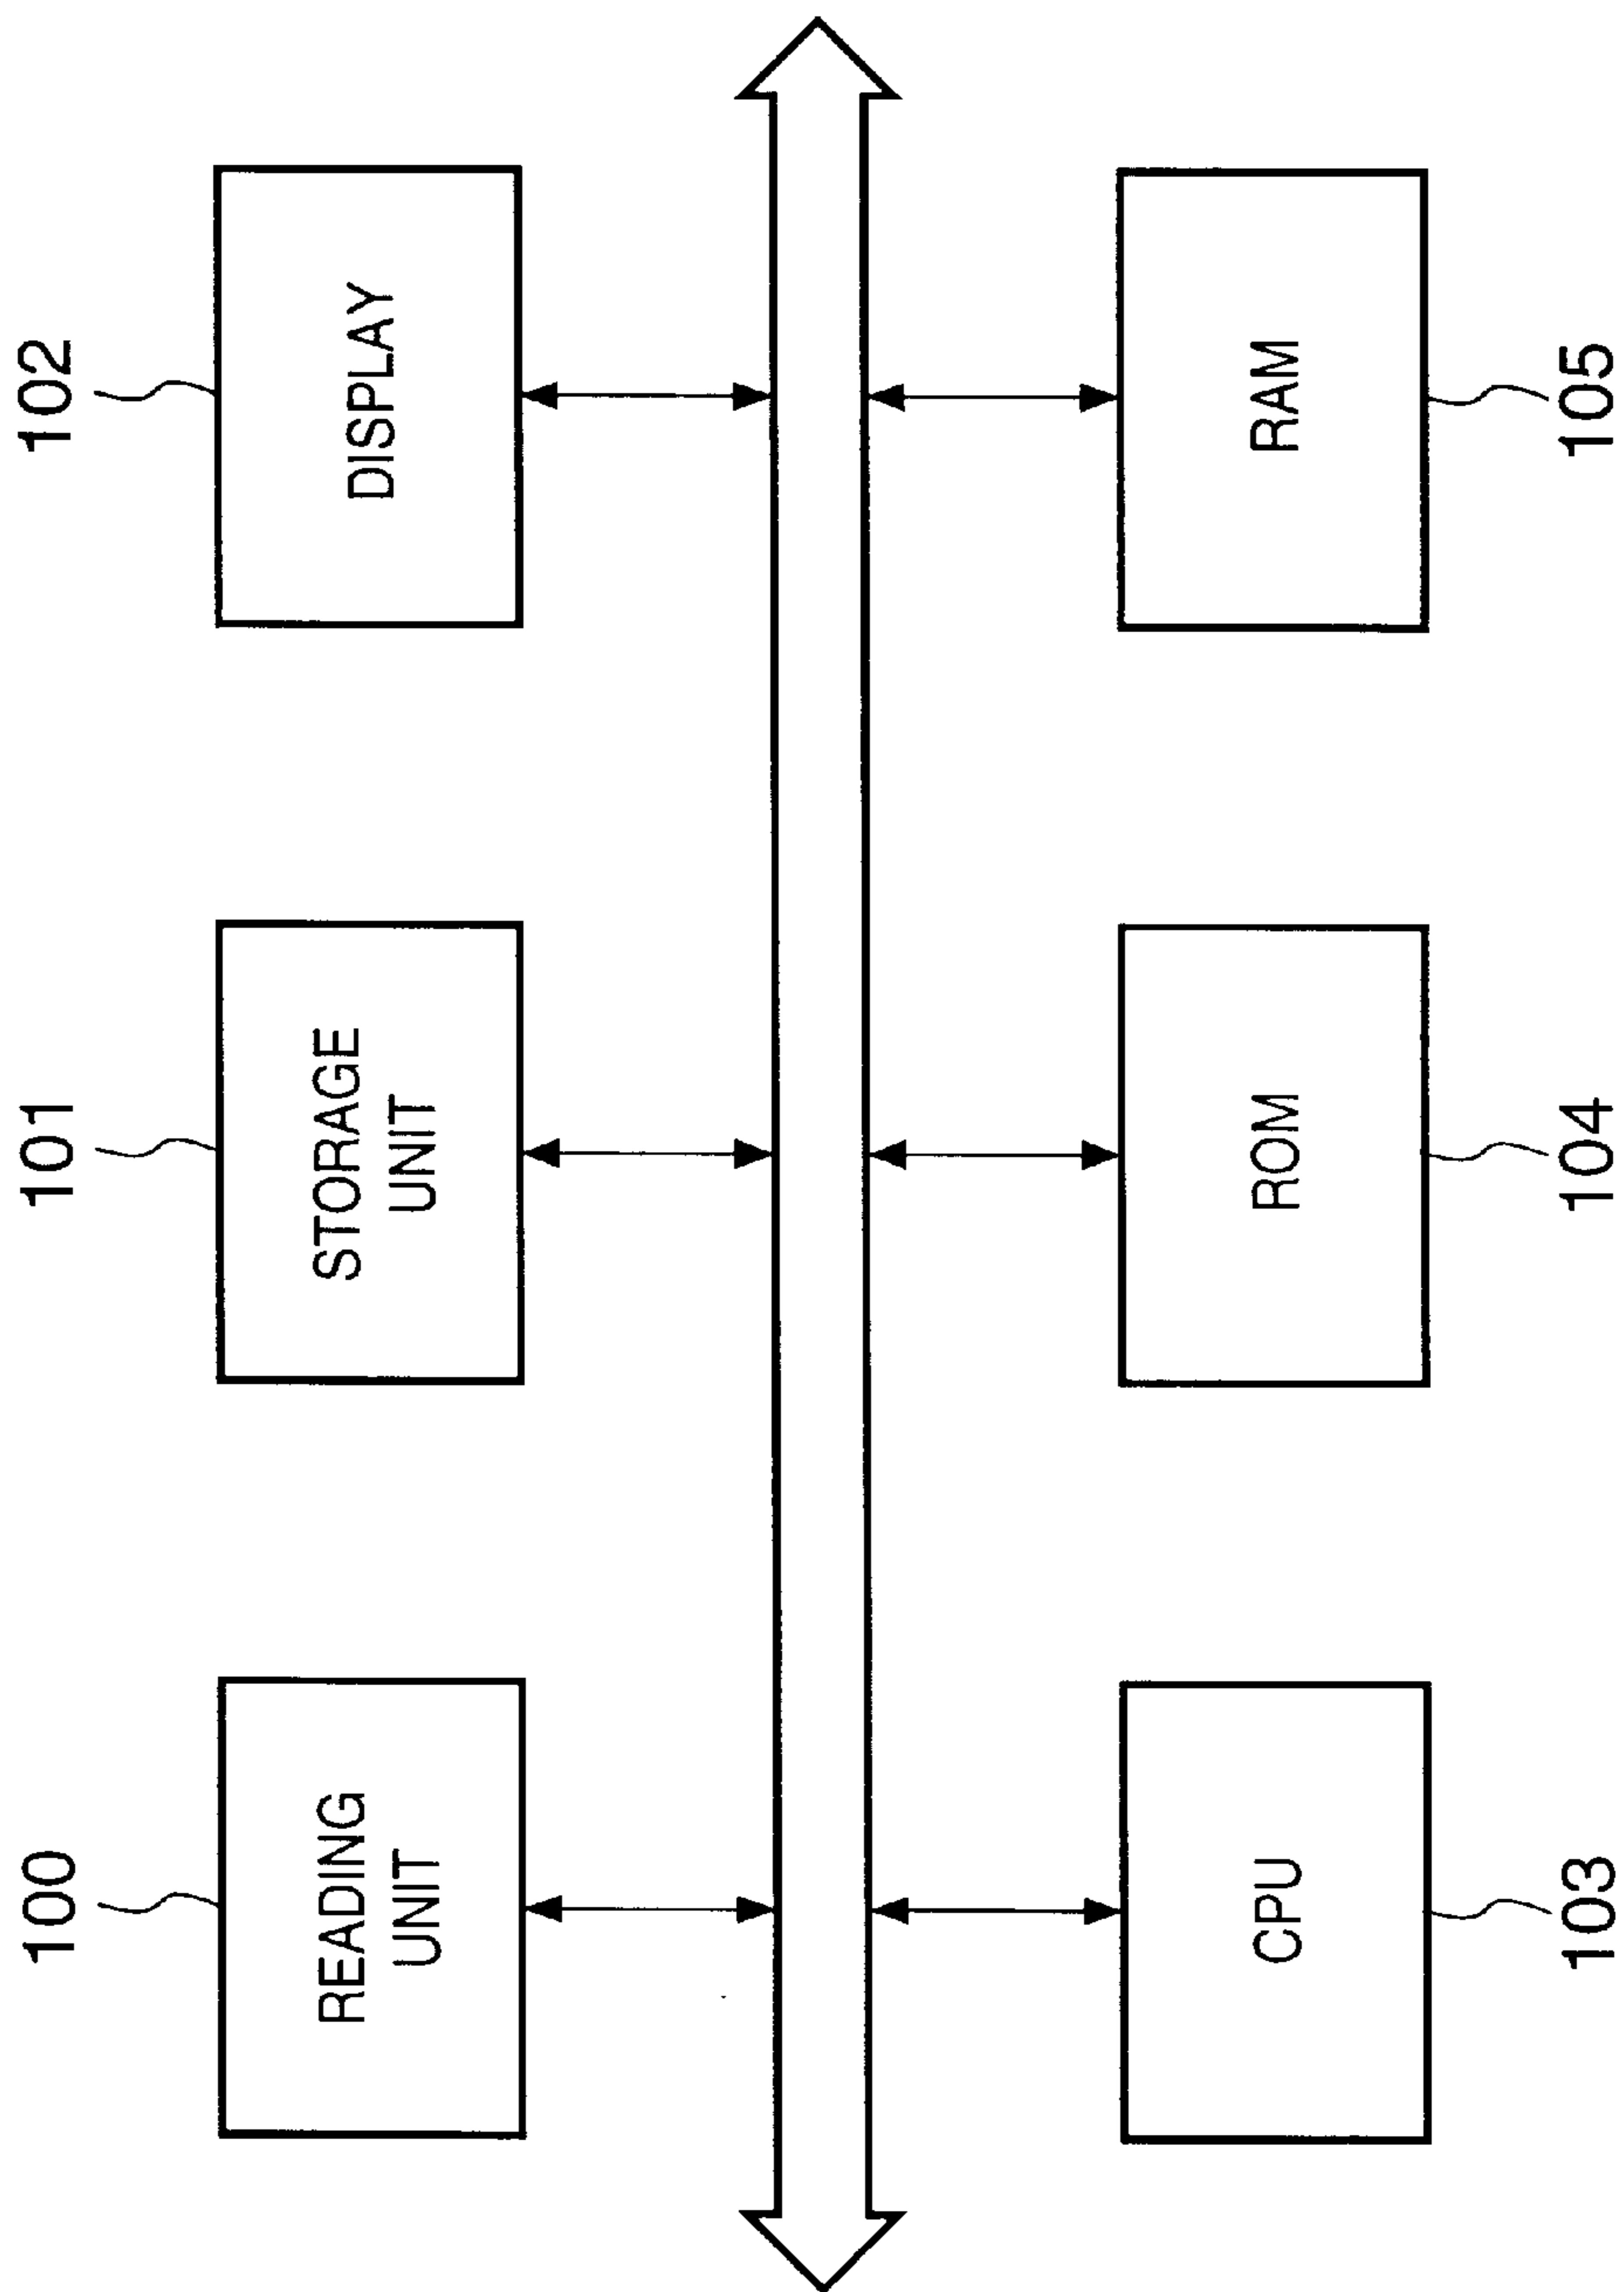 100
101
102
READING
UNIT
STORAGE
UNIT
DISPLAY
CPU
ROM
RAM
103
104
105